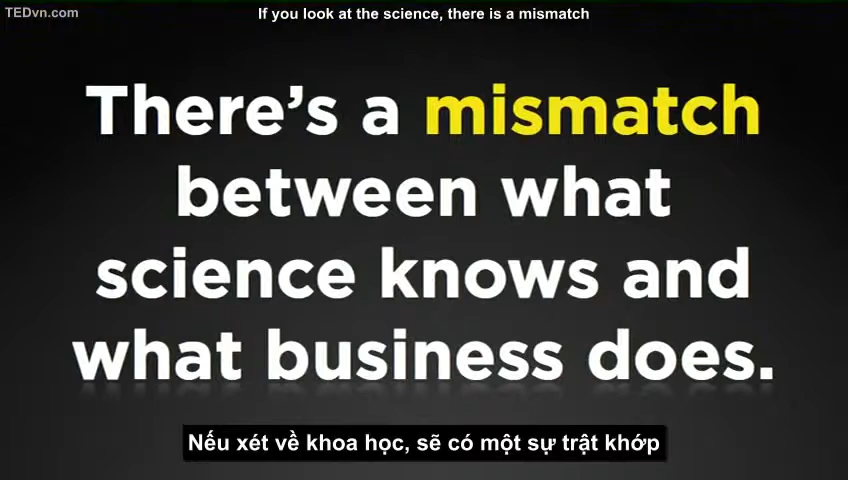 TEDvn.com
If you look at the science, there is a mismatch
There's a mismatch
between what
science knows and
what business does.
Nếu xét về khoa học, sẽ có một sự trật khớp